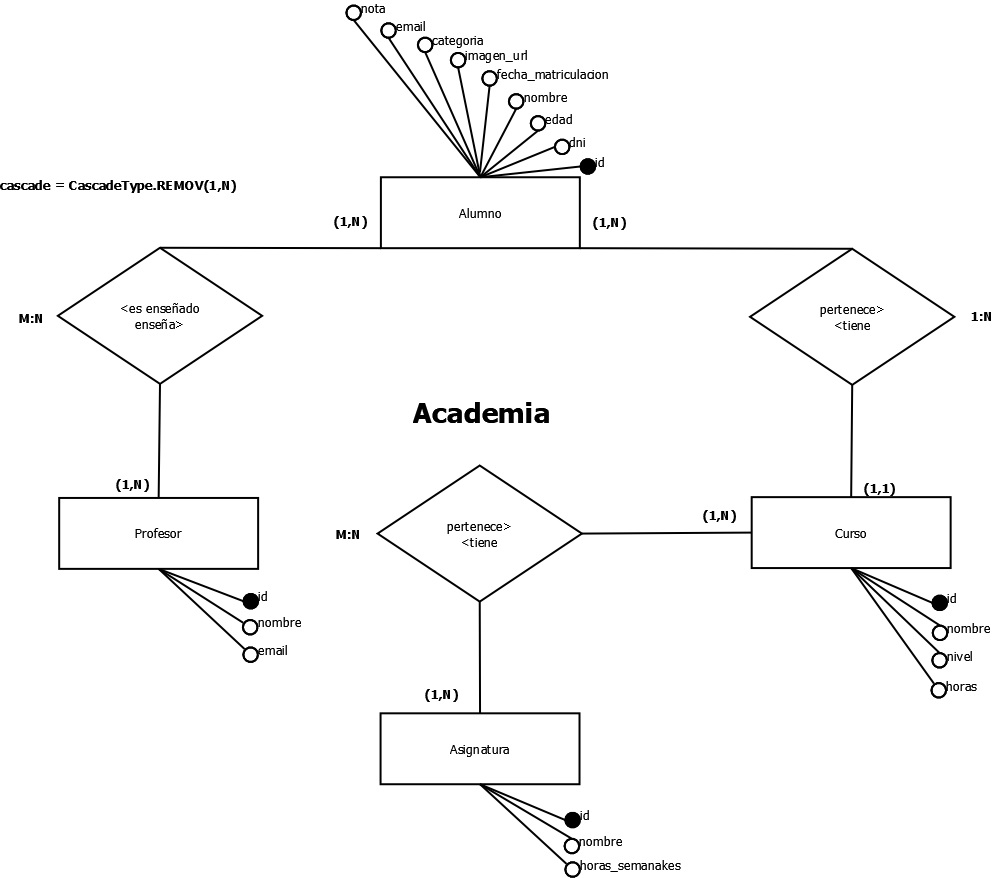 nota
email
categoria
imagen_url
fecha_matriculacion
nombre
edad
dni
id
cascade = CascadeType.REMOV(1,N)
Alumno
(1,N)
(1,N)
<es enseñado
enseña>
M:N
pertenece>
<tiene
1:N
Academia
(1,N)
(1,1)
Profesor
M:N
pertenece>
<tiene
(1,N)
Curso
id
nombre
email
id
nombre
nivel
horas
(1,N)
Asignatura
id
nombre
horas_semanakes